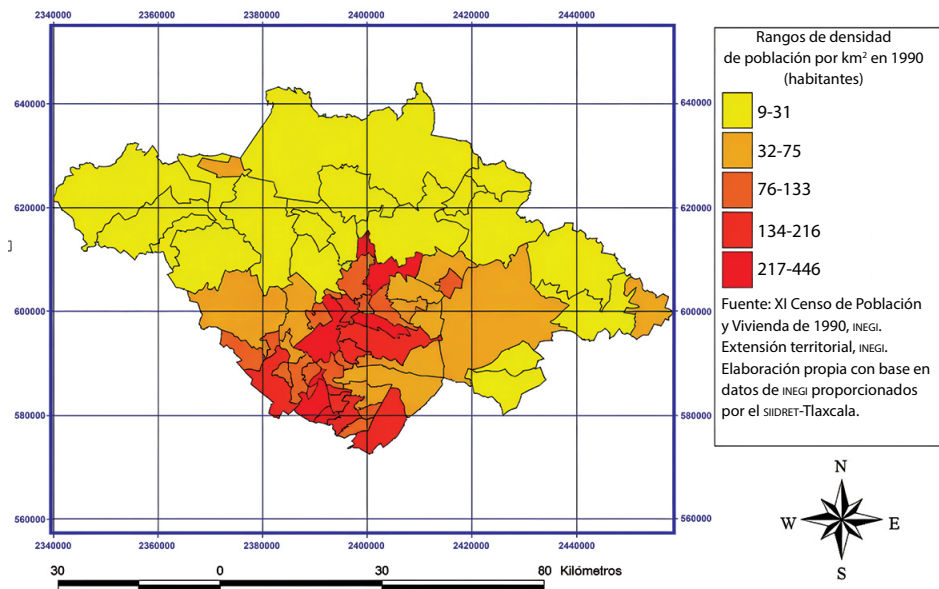 2340000 2360000 2380000 2400000 2420000 2440000
640000 640000
620000 620000
600000 600000
580000 580000
560000 560000
2340000 2360000 2380000 2400000 2420000 2440000
30 0 30 60 Kilómetros
Rangos de densidad
de población por km² en 1990
(habitantes)
9-31
32-75
76-133
134-216
217-446
Fuente: XI Censo de Población
y Vivienda de 1990, INEGI.
Extensión territorial, INEGI.
Elaboración propia con base en
datos de INEGI proporcionados
por el SIIDRET-Tlaxcala.
N
W E
S